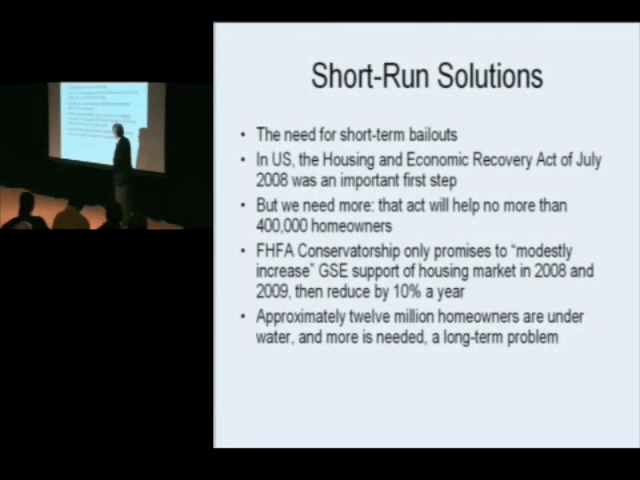 Short-Run Solutions
• The need for short-term bailouts
• In US, the Housing and Economic Recovery Act of July
2008 was an important first step
• But we need more: that act will help no more than
400,000 homeowners
• FHFA Conservatorship only promises to “modestly
increase” GSE support of housing market in 2008 and
2009, then reduce by 10% a year
• Approximately twelve million homeowners are under
water, and more is needed, a long-term problem